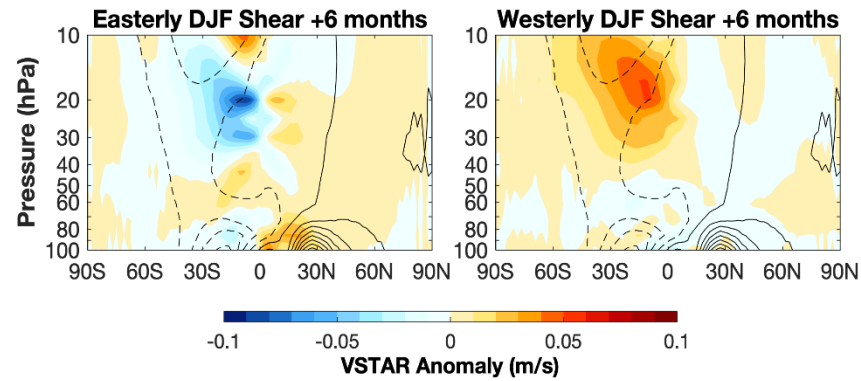 Easterly DJF Shear +6 months
Westerly DJF Shear +6 months
Pressure (hPa)
10
20
30
40
50
60
80
100
90S 60S 30S 0 30N 60N 90N
10
20
30
40
50
60
80
100
90S 60S 30S 0 30N 60N 90N
-0.1 -0.05 0 0.05 0.1
VSTAR Anomaly (m/s)